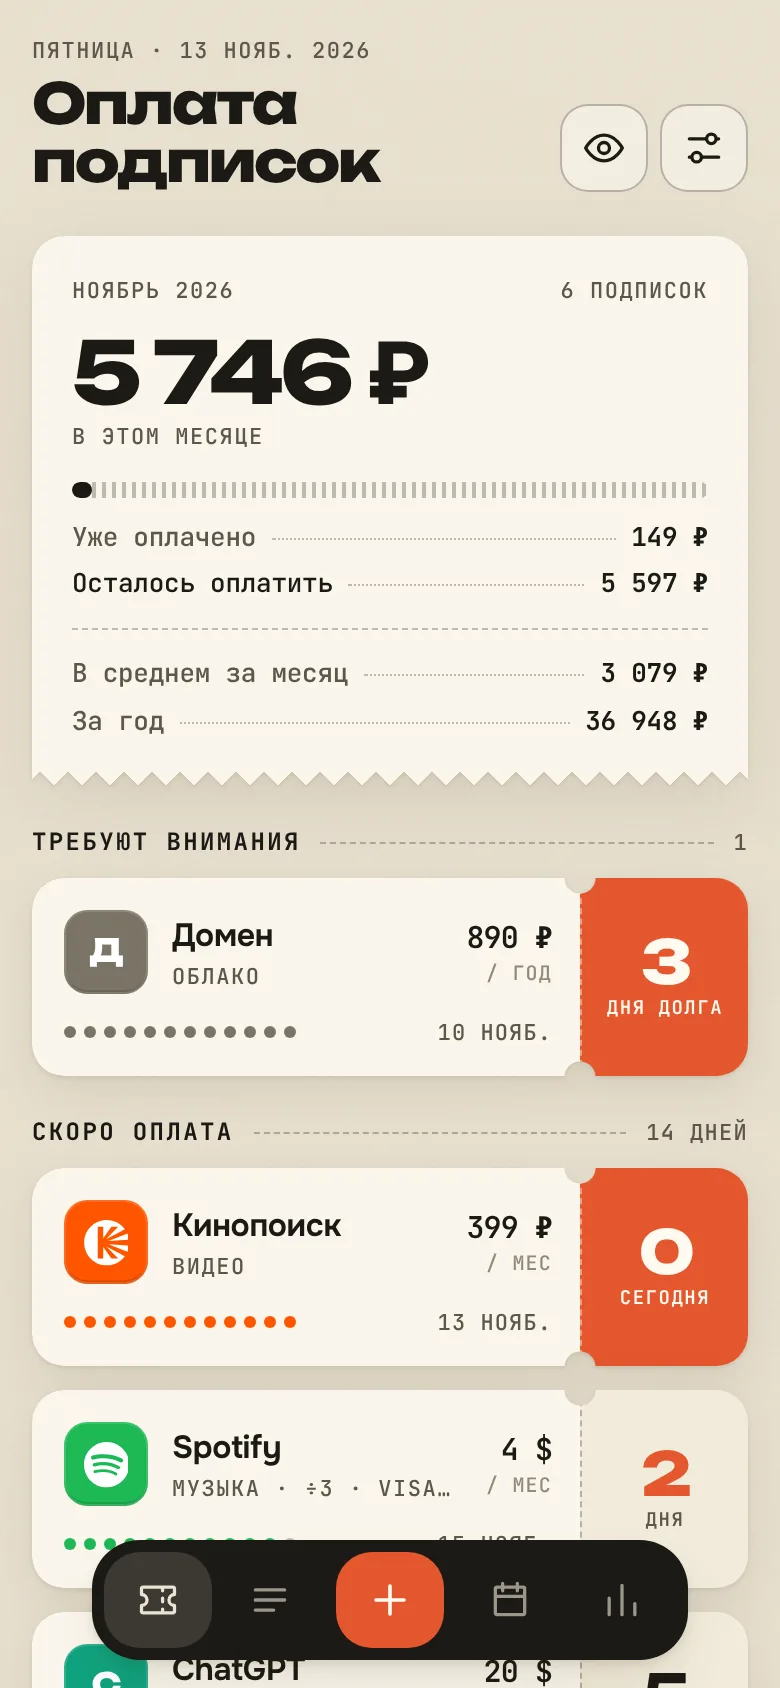 ПЯТНИЦА · 13 НОЯБ. 2026
Оплата
подписок
НОЯБРЬ 2026 6 ПОДПИСОК
5 746 ₽
В ЭТОМ МЕСЯЦЕ
Уже оплачено 149 ₽
Осталось оплатить 5 597 ₽
В среднем за месяц 3 079 ₽
За год 36 948 ₽
ТРЕБУЮТ ВНИМАНИЯ 1
Д Домен 890 ₽ 3
ОБЛАКО / ГОД ДНЯ ДОЛГА
10 НОЯБ.
СКОРО ОПЛАТА 14 ДНЕЙ
Кинопоиск 399 ₽ 0
ВИДЕО / МЕС СЕГОДНЯ
13 НОЯБ.
Spotify 4 $ 2
МУЗЫКА · ÷3 · VISA… / МЕС ДНЯ
ChatGPT 20 $